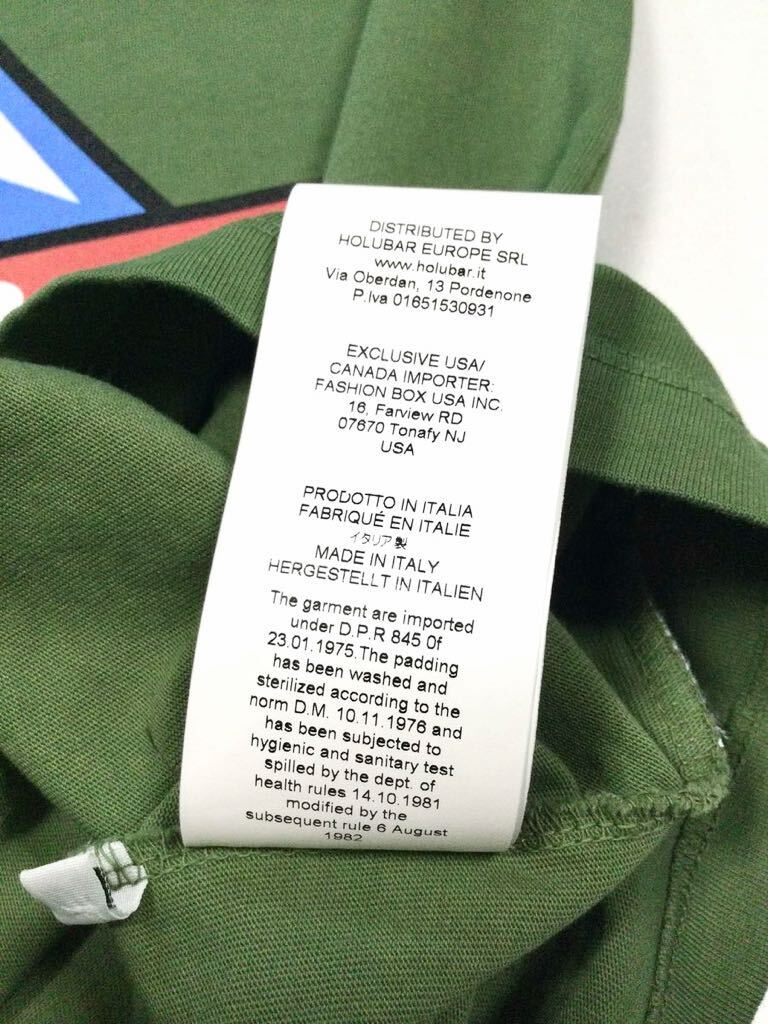 DISTRIBUTED BY
HOLUBAR EUROPE SRL
www.holubar.it
Via Oberdan, 13 Pordenone
P.Iva 01651530931
EXCLUSIVE USA/
CANADA IMPORTER:
FASHION BOX USA INC.
16, Farview RD
07670 Tonafy NJ
USA
PRODOTTO IN ITALIA
FABRIQUÉ EN ITALIE
イタリア製
MADE IN ITALY
HERGESTELLT IN ITALIEN
The garment are imported
under D.P.R 845 0f
23.01.1975.The padding
has been washed and
sterilized according to the
norm D.M. 10.11.1976 and
has been subjected to
hygienic and sanitary test
spilled by the dept. of
health rules 14.10.1981
modified by the
subsequent rule 6 August
1982